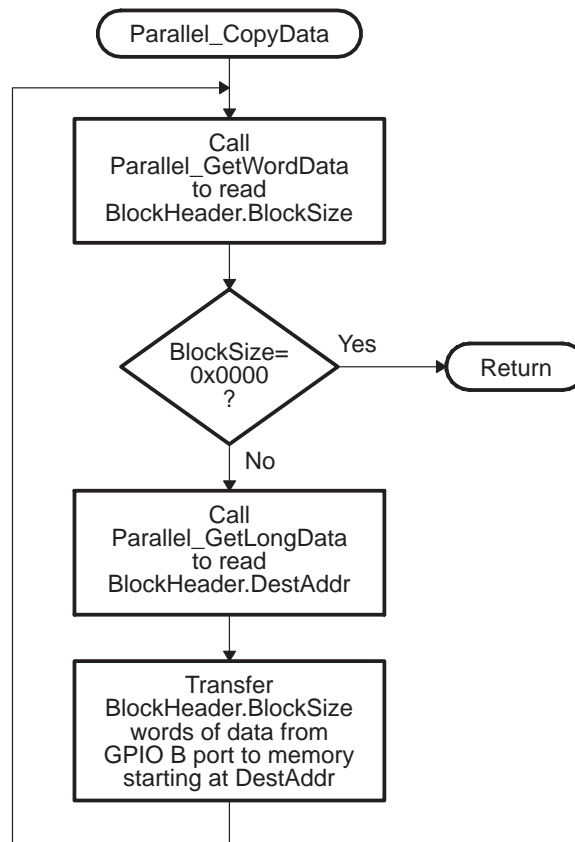 Parallel_CopyData
Call
Parallel_GetWordData
to read
BlockHeader.BlockSize
BlockSize=
0x0000
?
Yes
Return
No
Call
Parallel_GetLongData
to read
BlockHeader.DestAddr
Transfer
BlockHeader.BlockSize
words of data from
GPIO B port to memory
starting at DestAddr